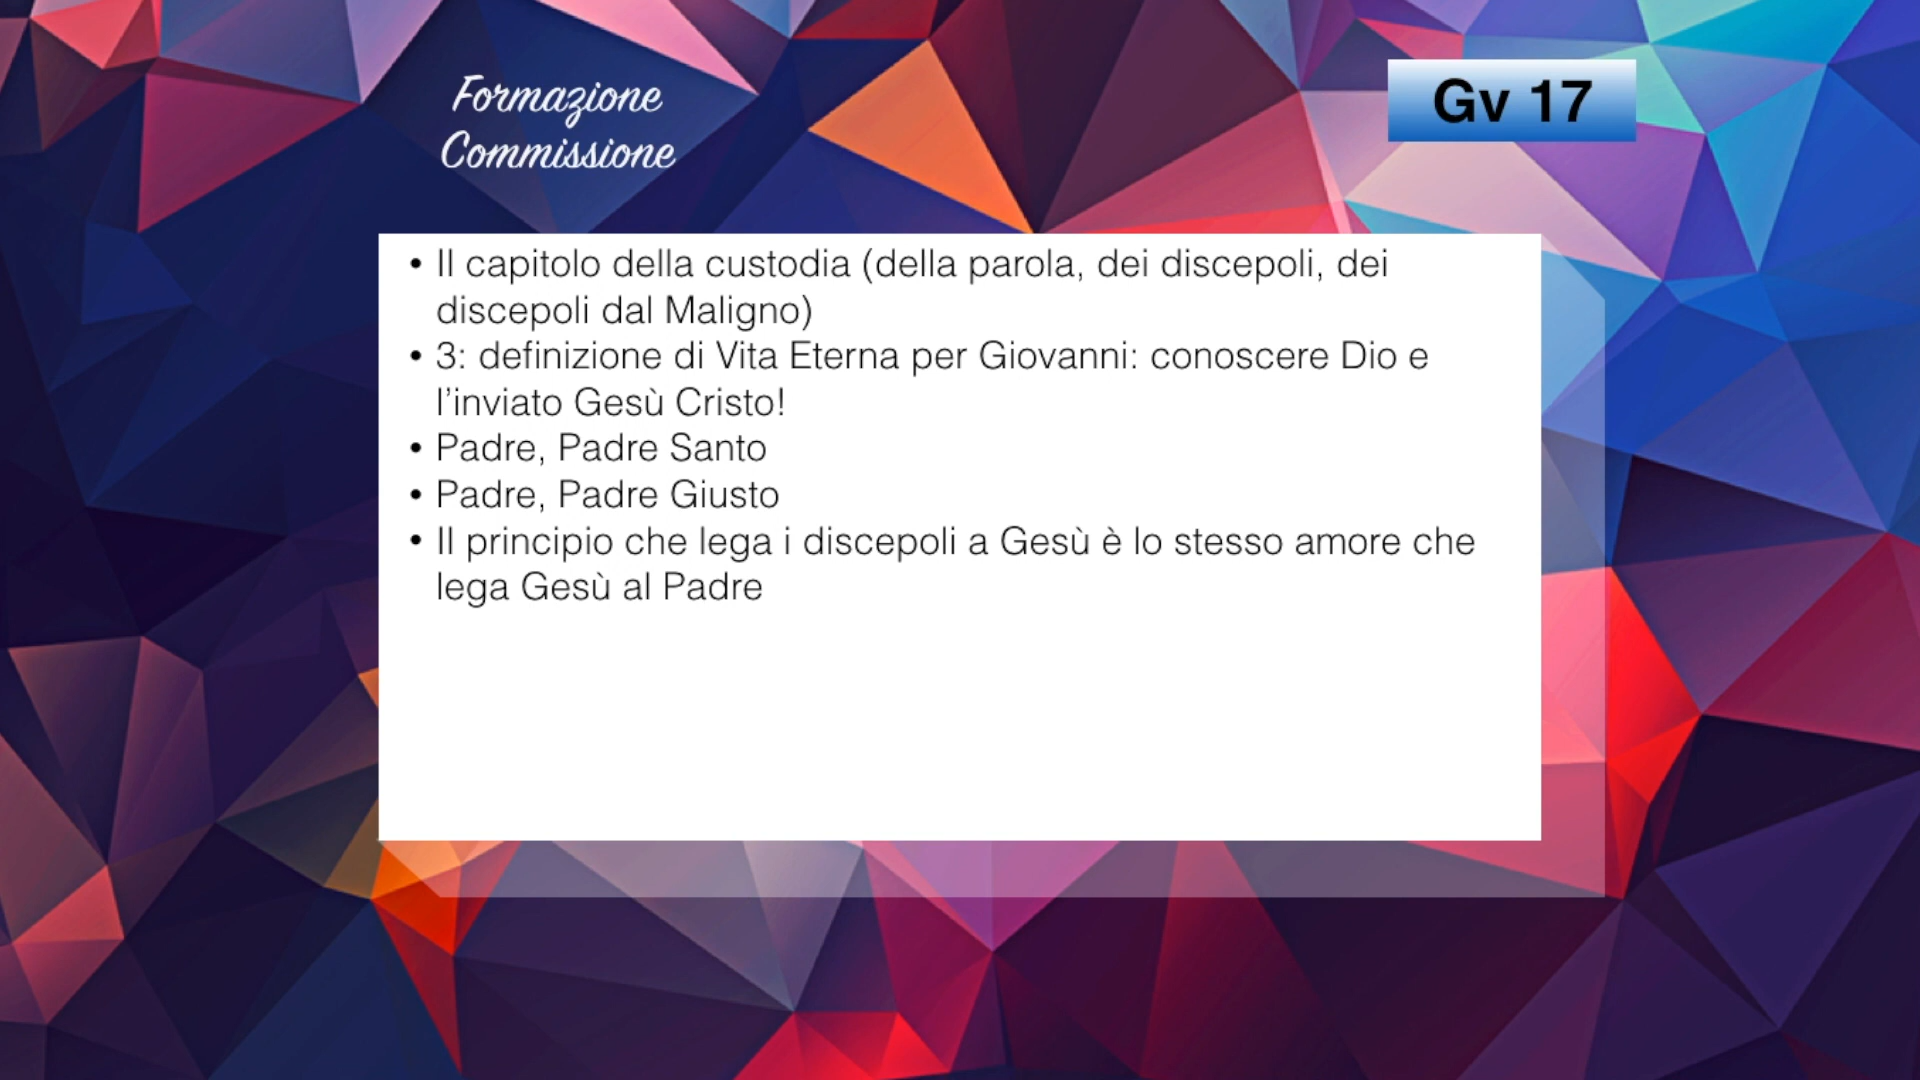 Formazione
Commissione
Gv 17
• Il capitolo della custodia (della parola, dei discepoli, dei
discepoli dal Maligno)
• 3: definizione di Vita Eterna per Giovanni: conoscere Dio e
l’inviato Gesù Cristo!
• Padre, Padre Santo
• Padre, Padre Giusto
• Il principio che lega i discepoli a Gesù è lo stesso amore che
lega Gesù al Padre